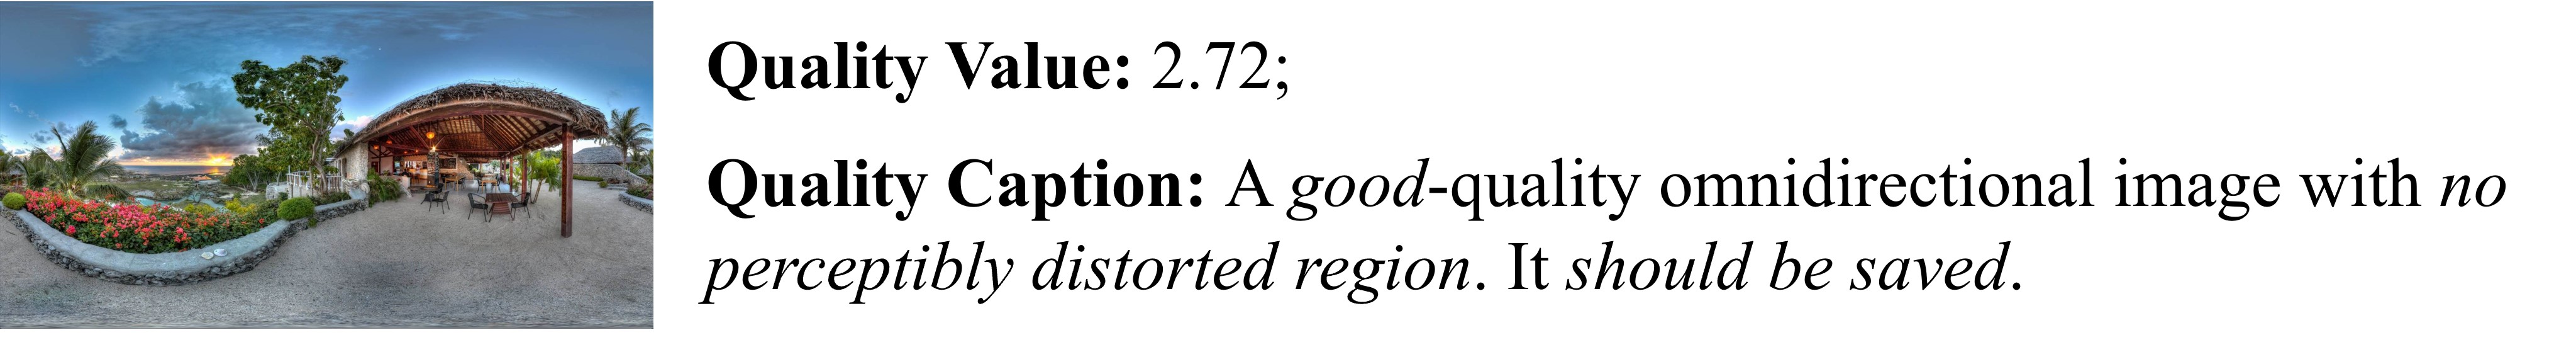 Quality Value: 2.72;
Quality Caption: A good-quality omnidirectional image with no
perceptibly distorted region. It should be saved.